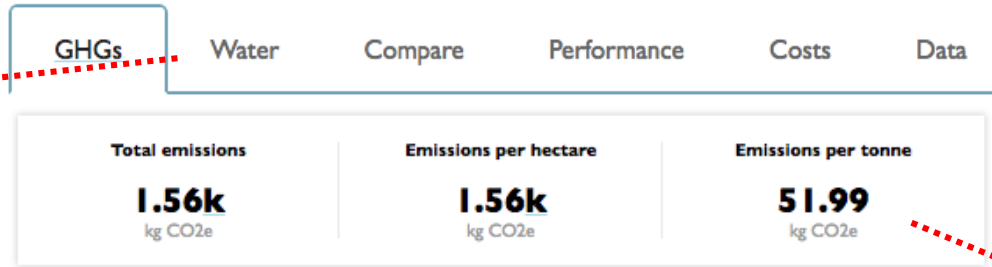 GHGs Water Compare Performance Costs Data
Total emissions Emissions per hectare Emissions per tonne
1.56k 1.56k 51.99
kg CO2e kg CO2e kg CO2e